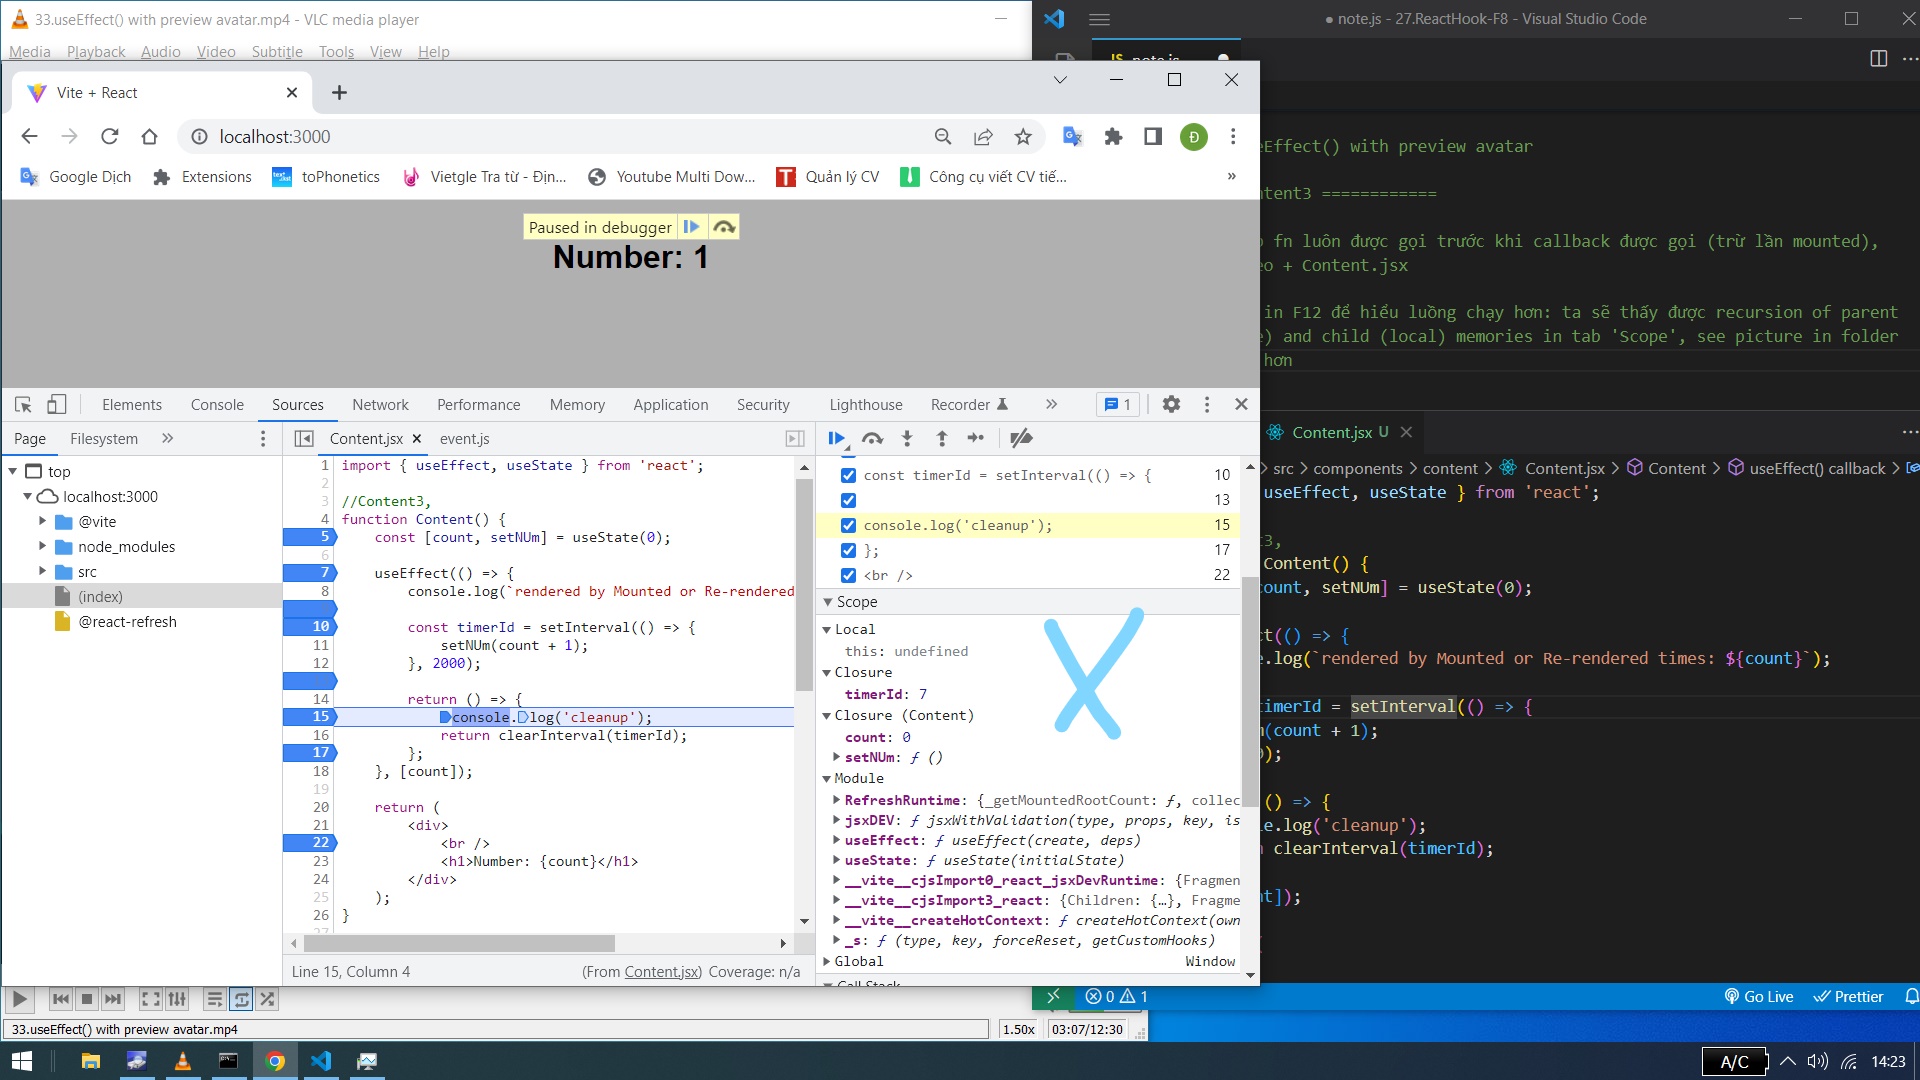 33.useEffect() with preview avatar.mp4 - VLC media player
Media Playback Audio Video Subtitle Tools View Help
● note.js - 27.ReactHook-F8 - Visual Studio Code
JS note.js
Vite + React
localhost:3000
Google Dịch
Extensions
toPhonetics
Vietgle Tra từ - Địn...
Youtube Multi Dow...
Quản lý CV
Công cụ viết CV tiế...
»
Đ
Paused in debugger
Number: 1
Elements Console Sources Network Performance Memory Application Security Lighthouse Recorder » 1
Page Filesystem »
Content.jsx × event.js
top
localhost:3000
@vite
node_modules
src
(index)
@react-refresh
1 import { useEffect, useState } from 'react';
2
3 //Content3,
4 function Content() {
5 const [count, setNUm] = useState(0);
6
7 useEffect(() => {
8 console.log(`rendered by Mounted or Re-rendered
10 const timerId = setInterval(() => {
11 setNUm(count + 1);
12 }, 2000);
14 return () => {
15 console.log('cleanup');
16 return clearInterval(timerId);
17 };
18 }, [count]);
19
20 return (
21 <div>
22 <br />
23 <h1>Number: {count}</h1>
24 </div>
25 );
26 }
27
Line 15, Column 4 (From Content.jsx) Coverage: n/a
const timerId = setInterval(() => { 10
13
console.log('cleanup'); 15
}; 17
<br /> 22
Scope
Local
this: undefined
Closure
timerId: 7
Closure (Content)
count: 0
setNUm: ƒ ()
Module
RefreshRuntime: {_getMountedRootCount: ƒ, collec
jsxDEV: ƒ jsxWithValidation(type, props, key, is
useEffect: ƒ useEffect(create, deps)
useState: ƒ useState(initialState)
__vite__cjsImport0_react_jsxDevRuntime: {Fragmen
__vite__cjsImport3_react: {Children: {…}, Fragme
__vite__createHotContext: ƒ createHotContext(own
_s: ƒ (type, key, forceReset, getCustomHooks)
Global Window
Call Stack
X
eEffect() with preview avatar
ntent3 ============
fn luôn được gọi trước khi callback được gọi (trừ lần mounted),
eo + Content.jsx
in F12 để hiểu luồng chạy hơn: ta sẽ thấy được recursion of parent
e) and child (local) memories in tab 'Scope', see picture in folder
hơn
Content.jsx U
> src > components > content > Content.jsx > Content > useEffect() callback >
useEffect, useState } from 'react';
t3,
Content() {
count, setNUm] = useState(0);
ct(() => {
e.log(`rendered by Mounted or Re-rendered times: ${count}`);
timerId = setInterval(() => {
m(count + 1);
);
() => {
le.log('cleanup');
n clearInterval(timerId);
nt]);
0 1
Go Live Prettier
33.useEffect() with preview avatar.mp4 1.50x 03:07/12:30
A/C 14:23